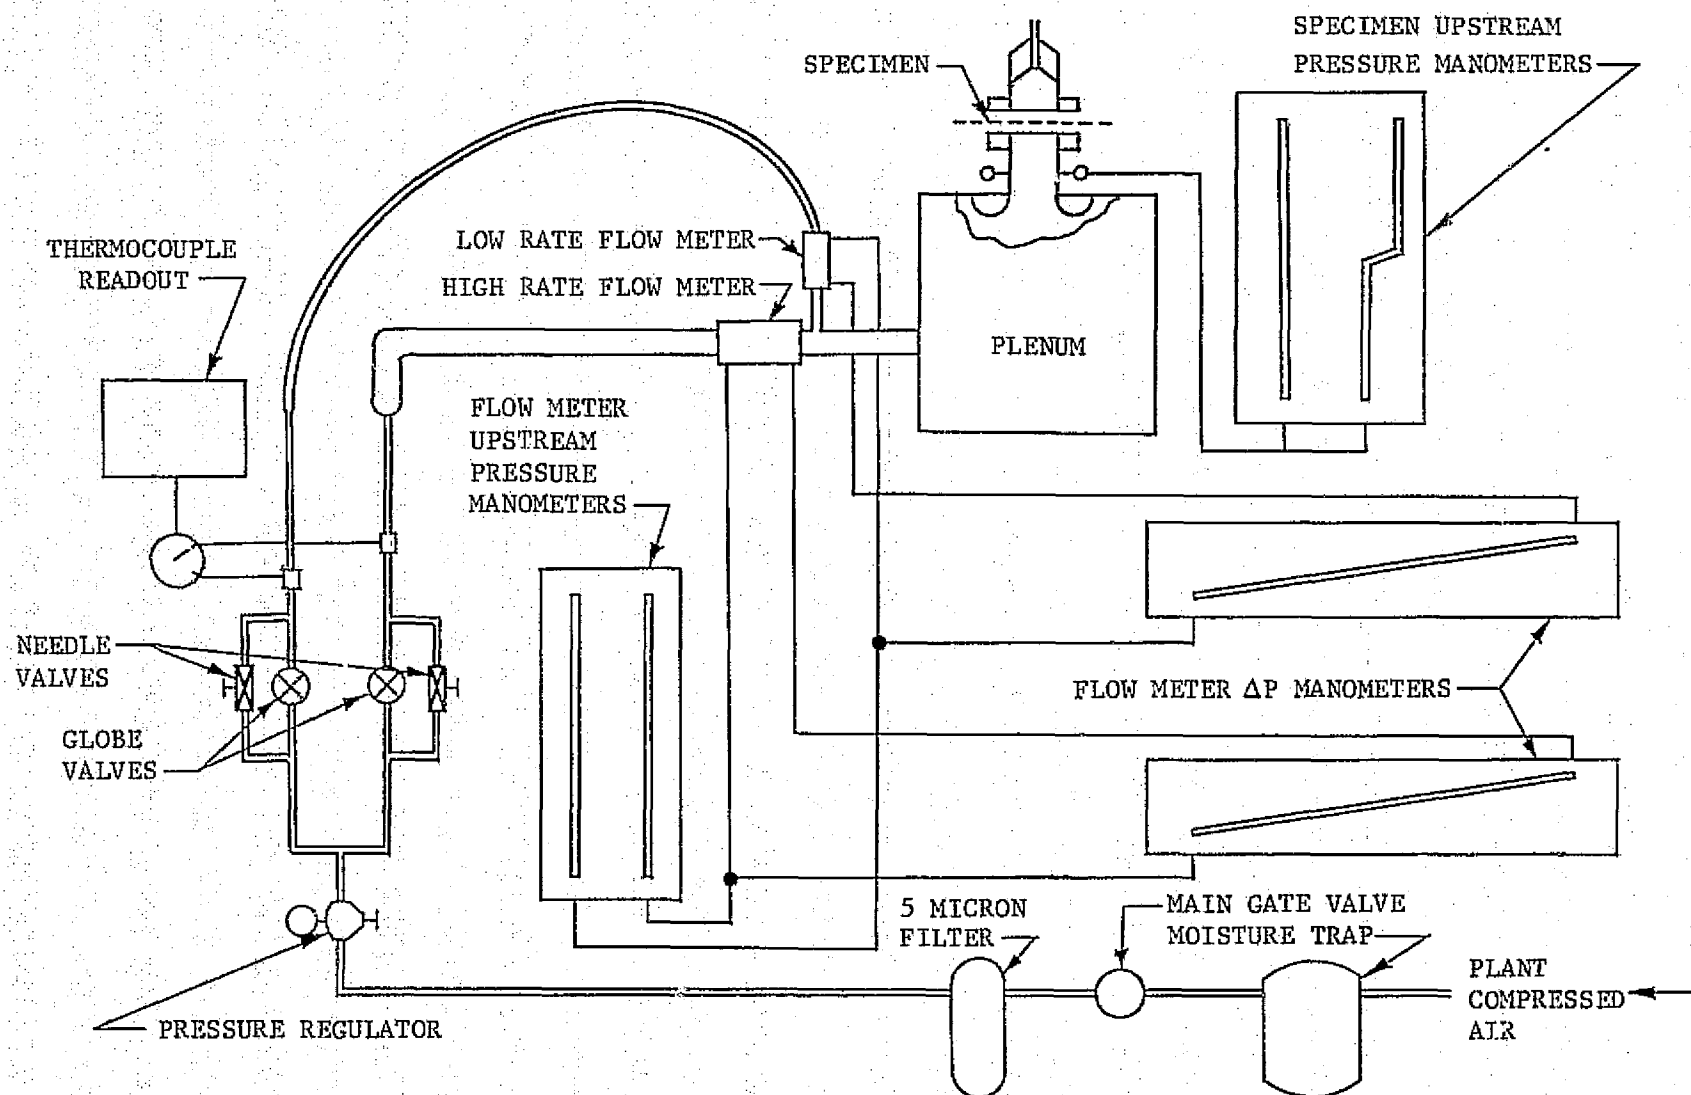 SPECIMEN UPSTREAM
PRESSURE MANOMETERS
SPECIMEN
THERMOCOUPLE
READOUT
LOW RATE FLOW METER
HIGH RATE FLOW METER
PLENUM
FLOW METER
UPSTREAM
PRESSURE
MANOMETERS
NEEDLE
VALVES
GLOBE
VALVES
FLOW METER ΔP MANOMETERS
5 MICRON
FILTER
MAIN GATE VALVE
MOISTURE TRAP
PLANT
COMPRESSED
AIR
PRESSURE REGULATOR